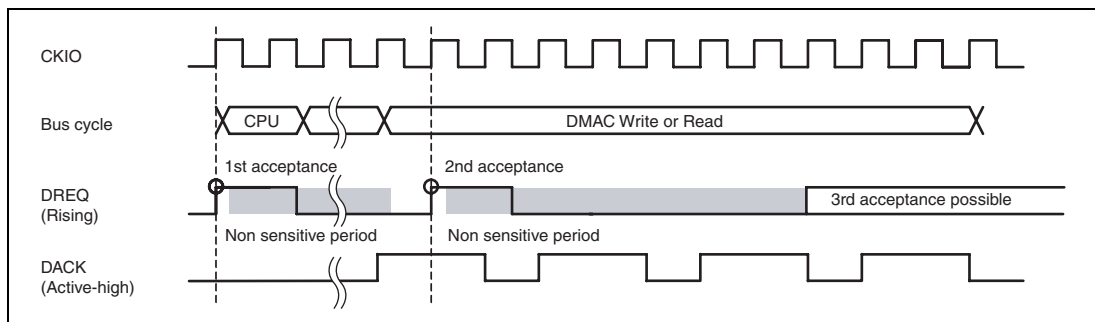 CKIO
Bus cycle
CPU
DMAC Write or Read
1st acceptance
2nd acceptance
DREQ
(Rising)
3rd acceptance possible
Non sensitive period
Non sensitive period
DACK
(Active-high)